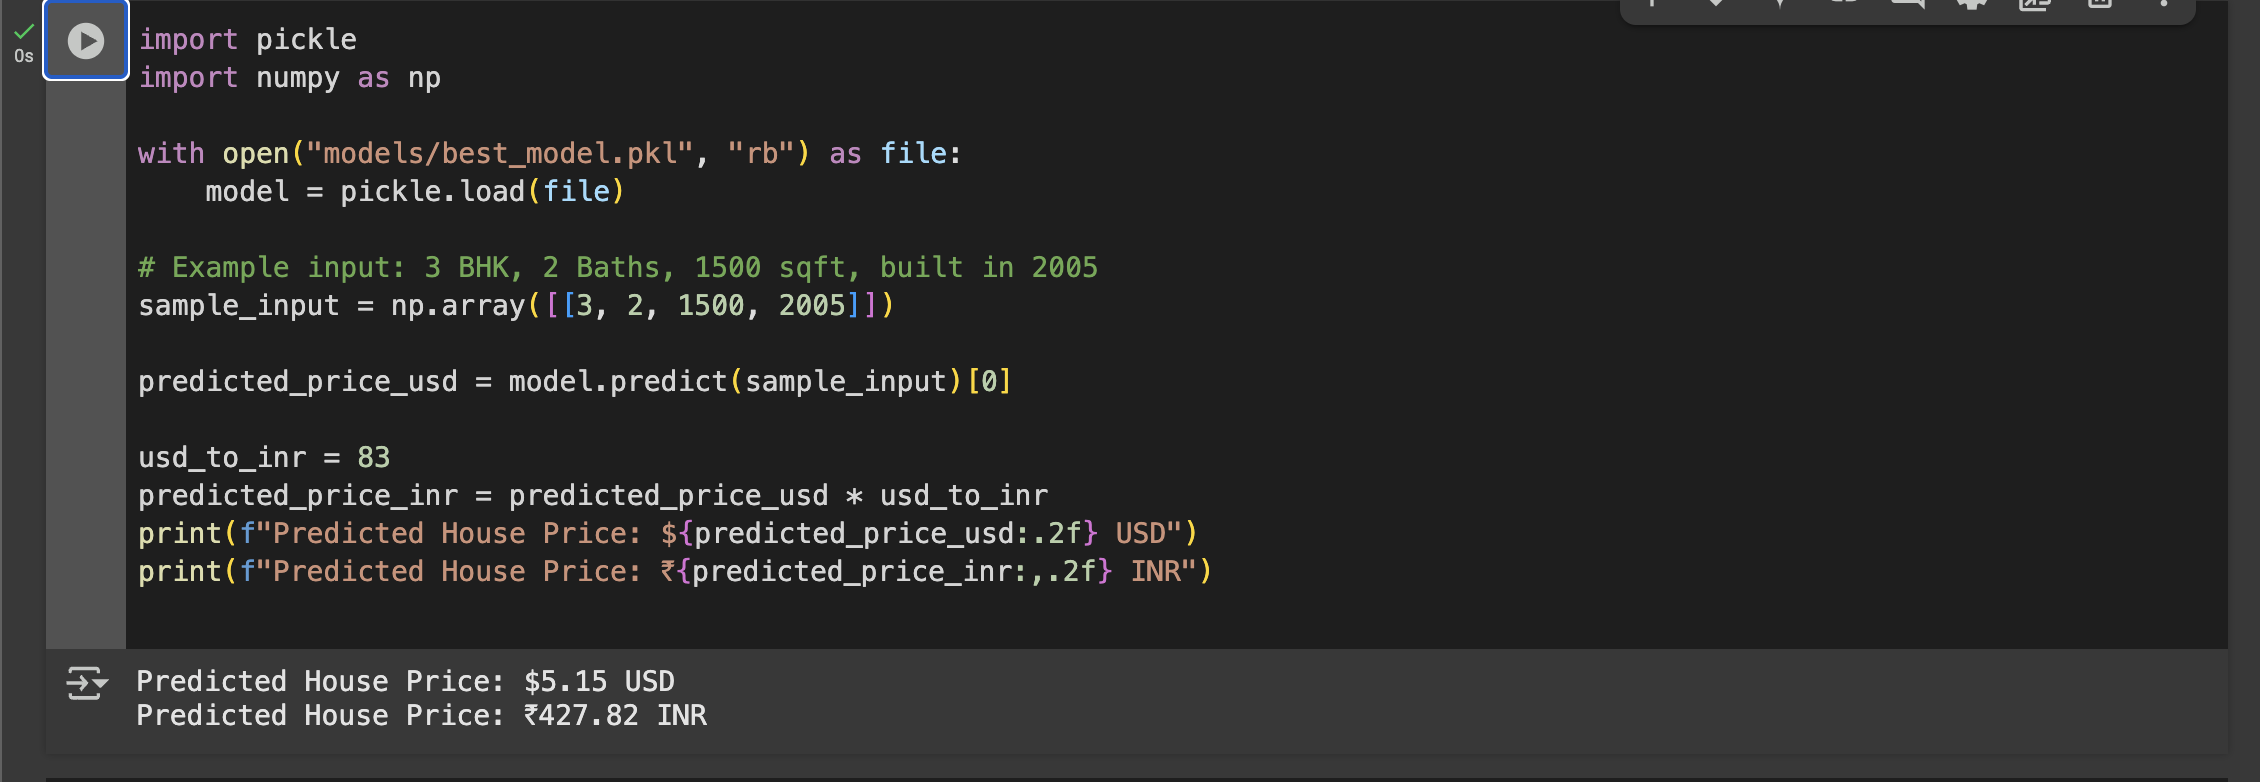 0s
import pickle
import numpy as np
with open("models/best_model.pkl", "rb") as file:
    model = pickle.load(file)
# Example input: 3 BHK, 2 Baths, 1500 sqft, built in 2005
sample_input = np.array([[3, 2, 1500, 2005]])
predicted_price_usd = model.predict(sample_input)[0]
usd_to_inr = 83
predicted_price_inr = predicted_price_usd * usd_to_inr
print(f"Predicted House Price: ${predicted_price_usd:.2f} USD")
print(f"Predicted House Price: ₹{predicted_price_inr:,.2f} INR")
Predicted House Price: $5.15 USD
Predicted House Price: ₹427.82 INR